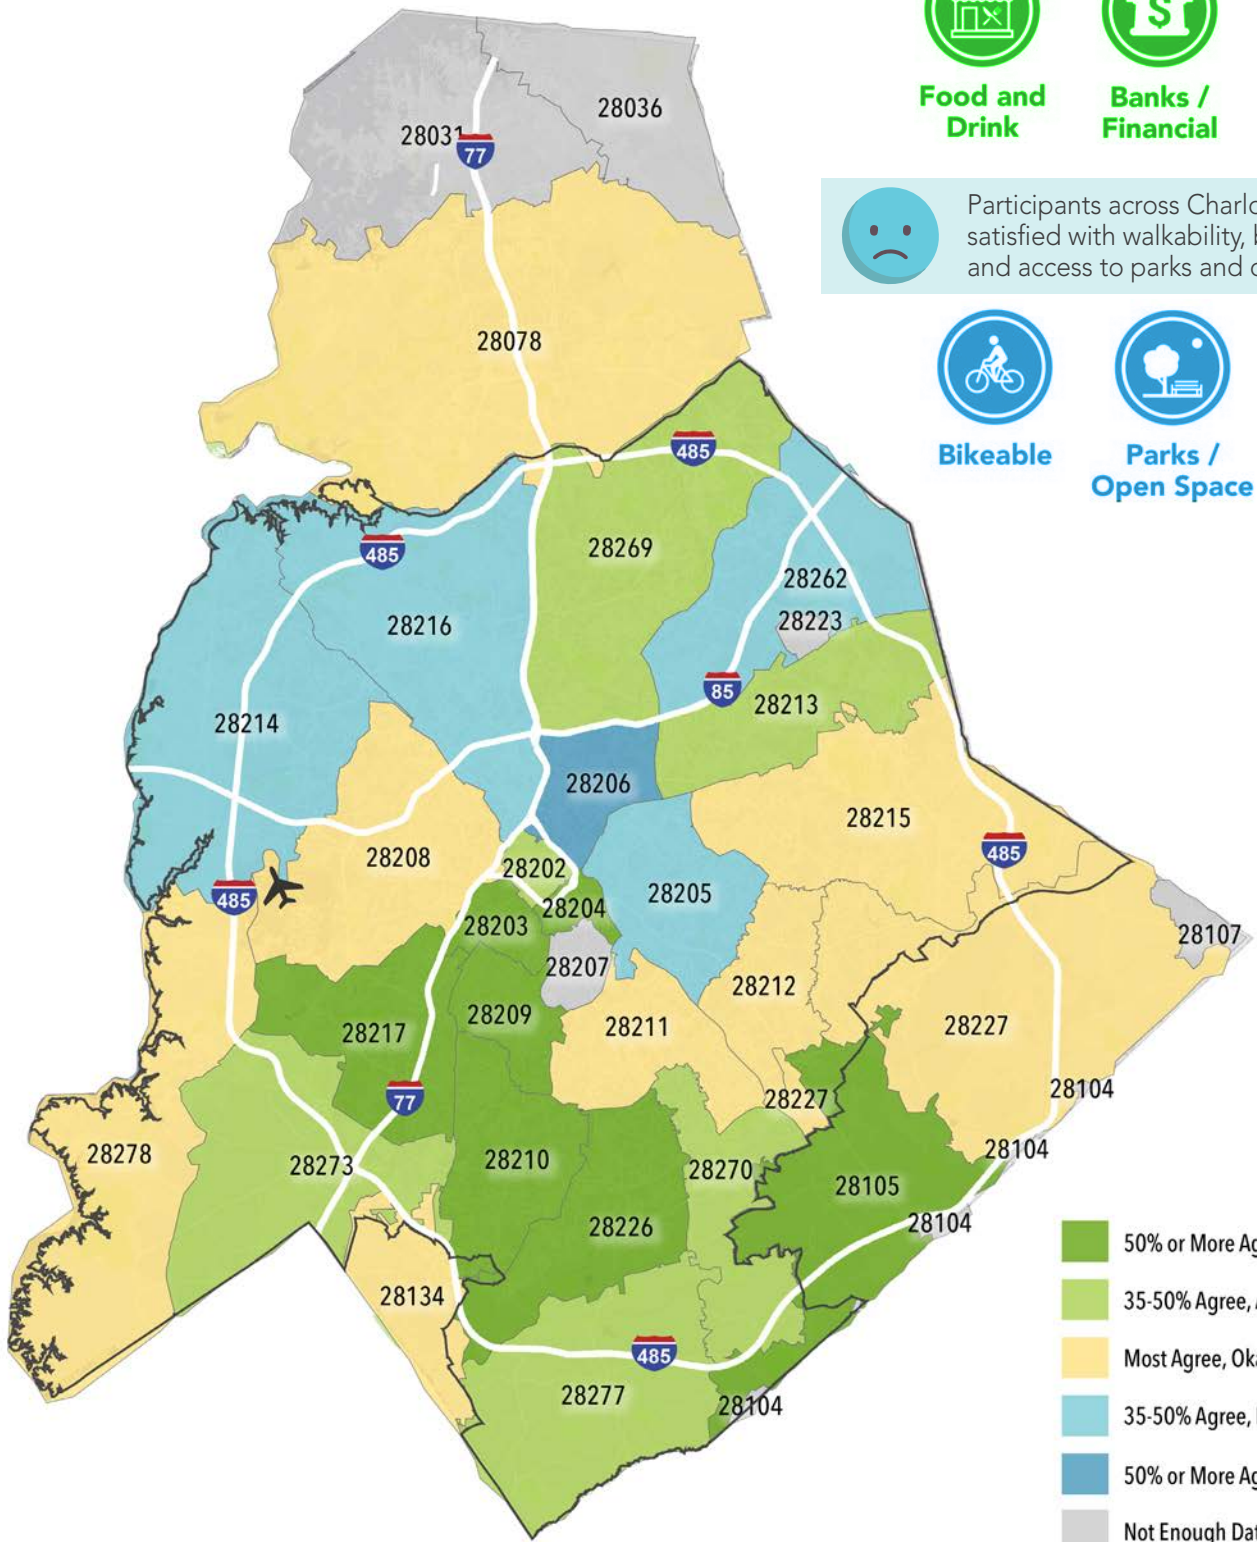 Food and
Drink
Banks /
Financial
$
28036
28031
77
Participants across Charlo
satisfied with walkability, b
and access to parks and o
28078
Bikeable
Parks /
Open Space
485
485
28269
28262
28223
28216
85
28213
28214
28206
28215
28208
28202
485
28205
485
28204
28203
28107
28207
28212
28209
28211
28227
28217
77
28227
28104
28278
28104
28273
28210
28270
28105
28226
28104
50% or More Ag
28134
35-50% Agree,
485
Most Agree, Oka
28277
28104
35-50% Agree,
50% or More Ag
Not Enough Dat